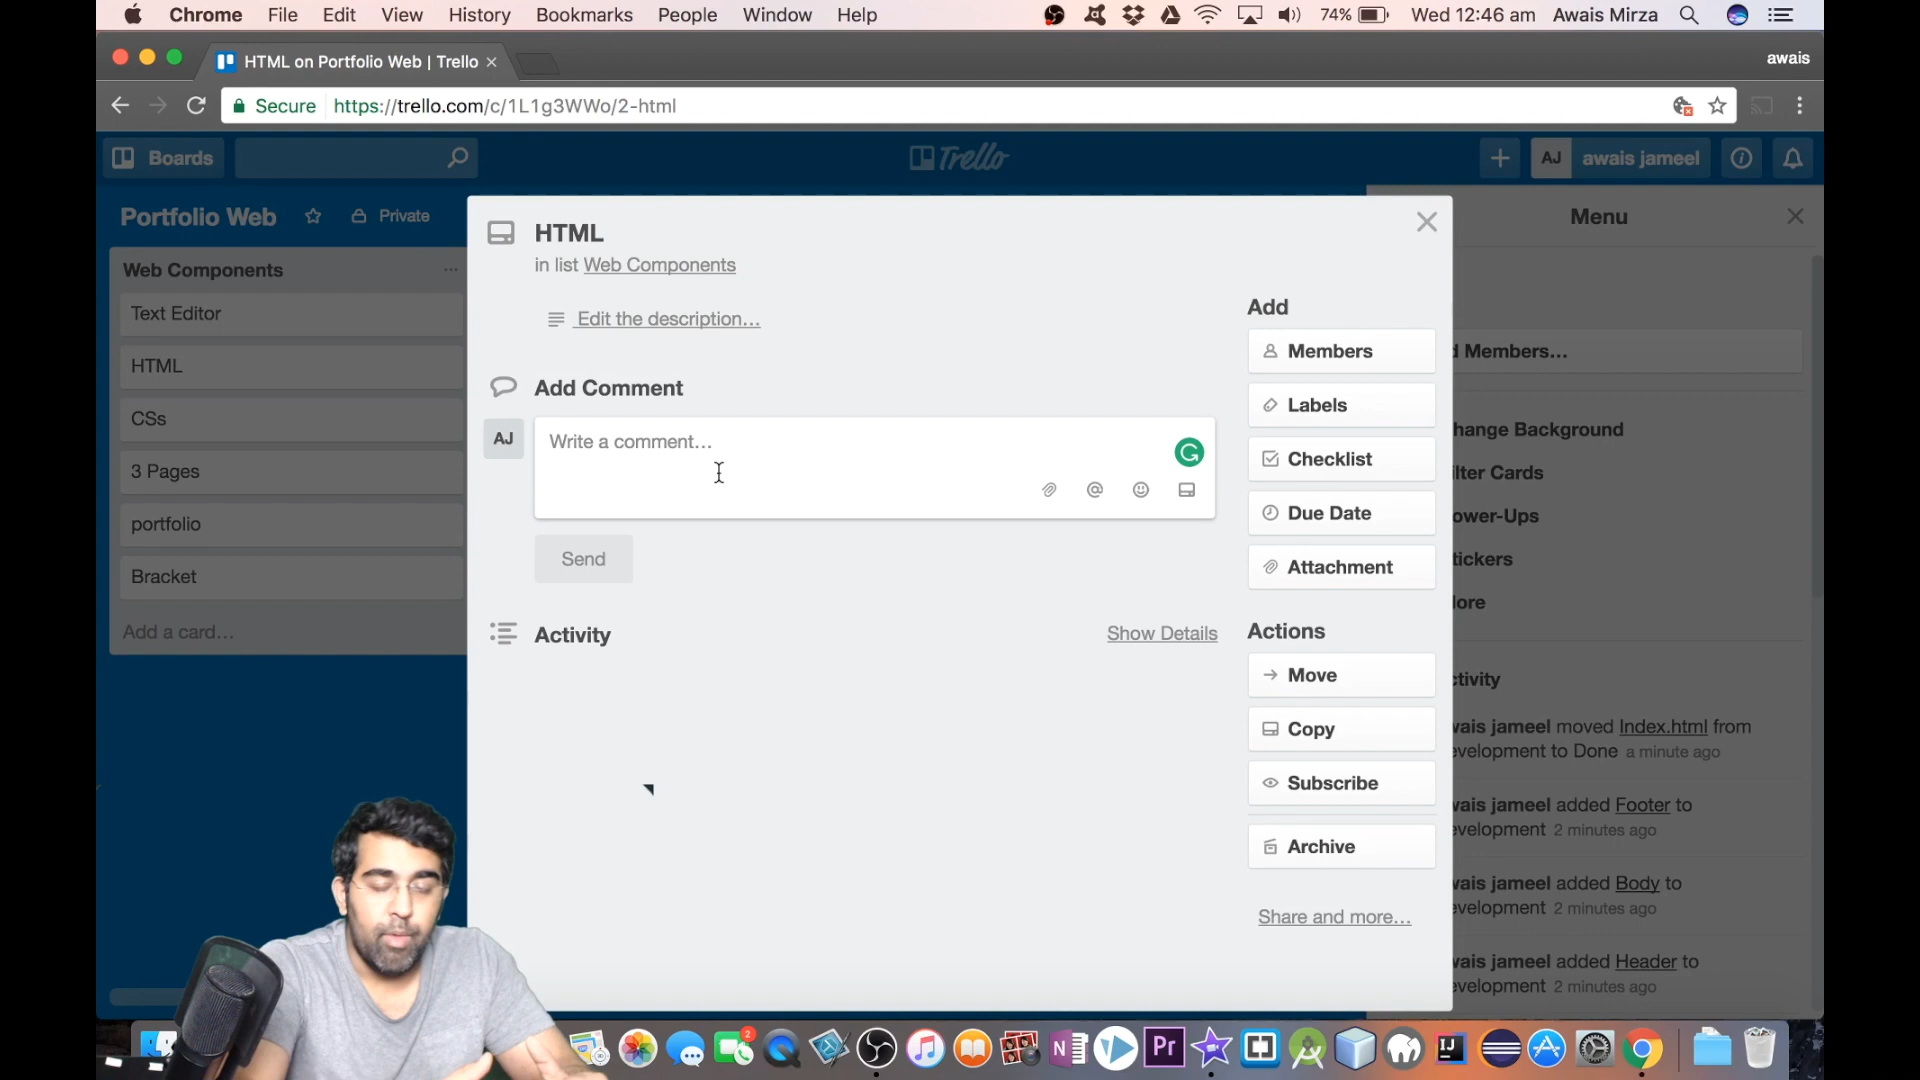 Chrome File Edit View History Bookmarks People Window Help 74% Wed 12:46 am Awais Mirza
HTML on Portfolio Web | Trello awais
Secure https://trello.com/c/1L1g3WWo/2-html
Boards Trello AJ awais jameel
Portfolio Web Private
Menu
Web Components
Text Editor
HTML
CSs
3 Pages
portfolio
Bracket
Add a card…
HTML
in list Web Components
Edit the description…
Add Comment
AJ
Write a comment…
Send
Activity Show Details
Add
Members
Labels
Checklist
Due Date
Attachment
Actions
Move
Copy
Subscribe
Archive
Share and more…
d Members…
hange Background
ilter Cards
ower-Ups
tickers
ore
ctivity
wais jameel moved Index.html from
evelopment to Done a minute ago
wais jameel added Footer to
evelopment 2 minutes ago
wais jameel added Body to
evelopment 2 minutes ago
wais jameel added Header to
evelopment 2 minutes ago
2
N
Pr
IJ